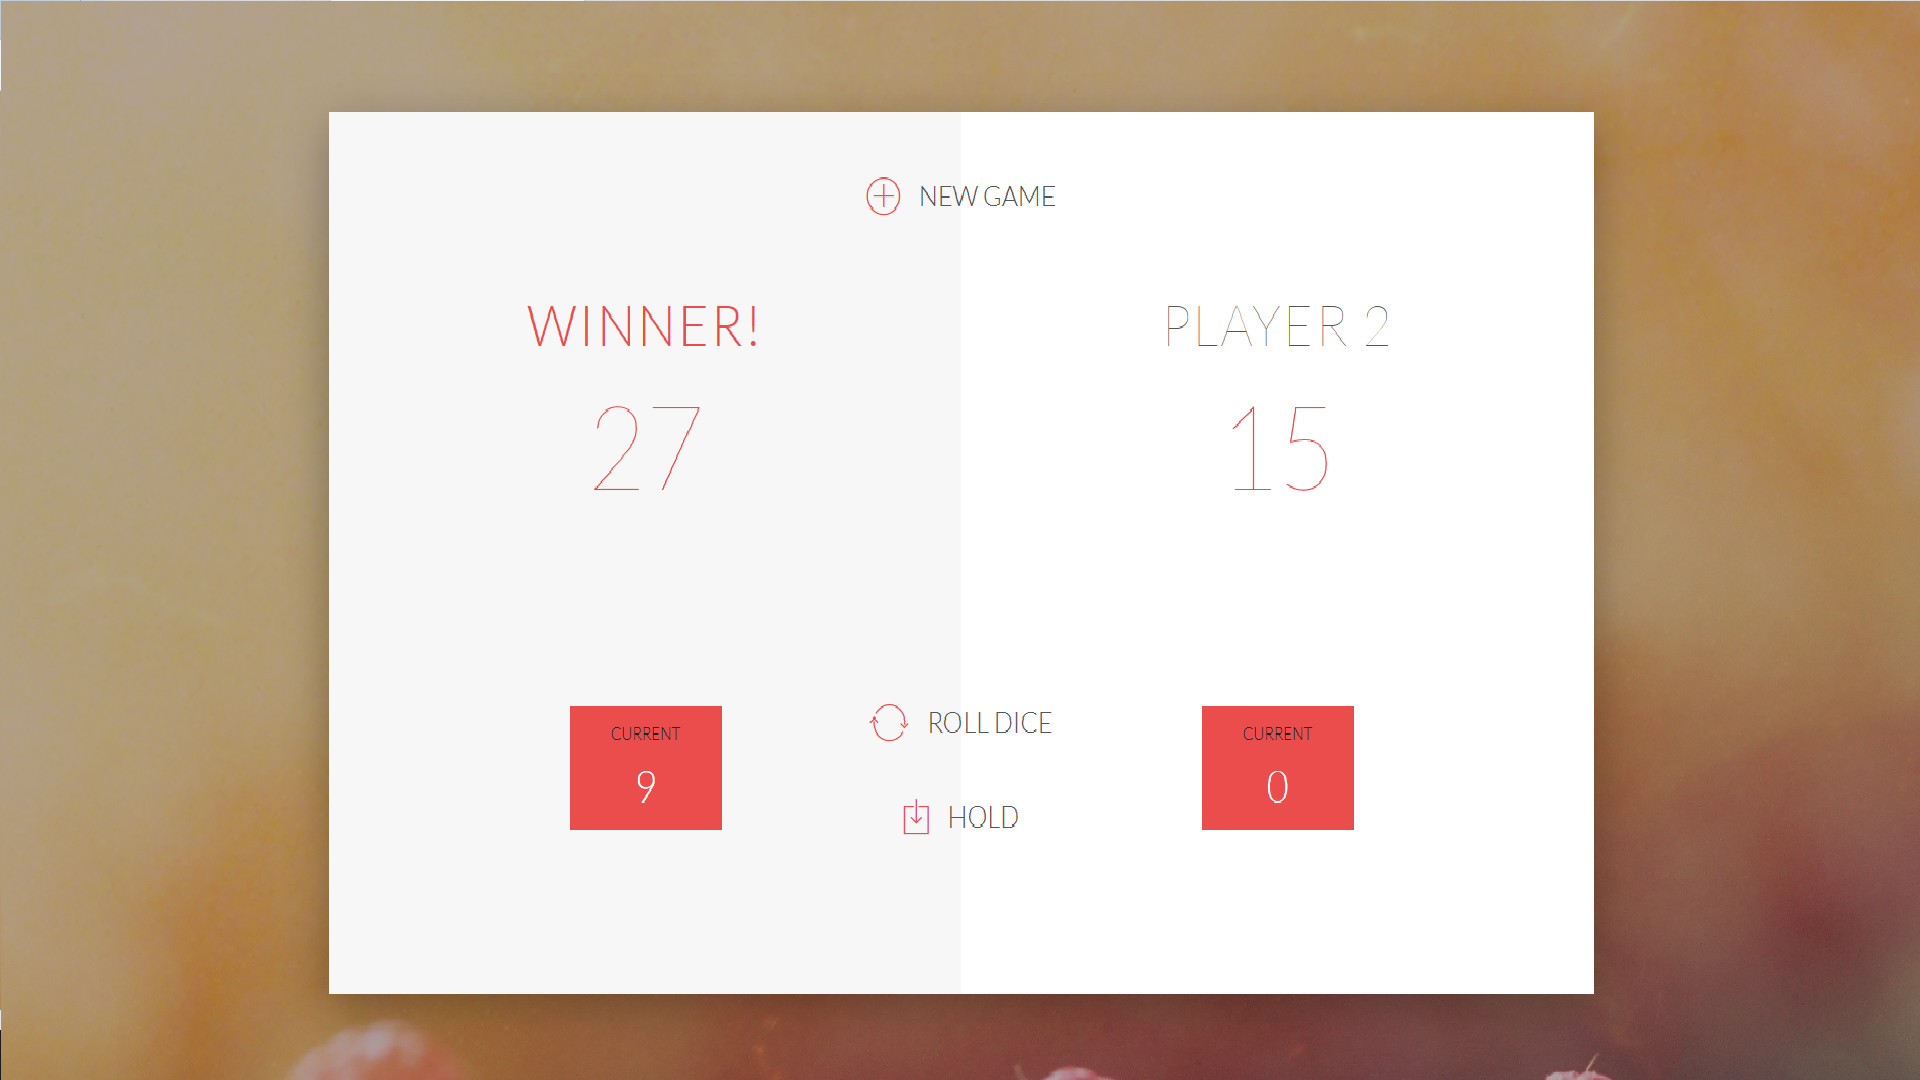 NEW GAME
WINNER!
27
PLAYER 2
15
CURRENT
9
ROLL DICE
HOLD
CURRENT
0